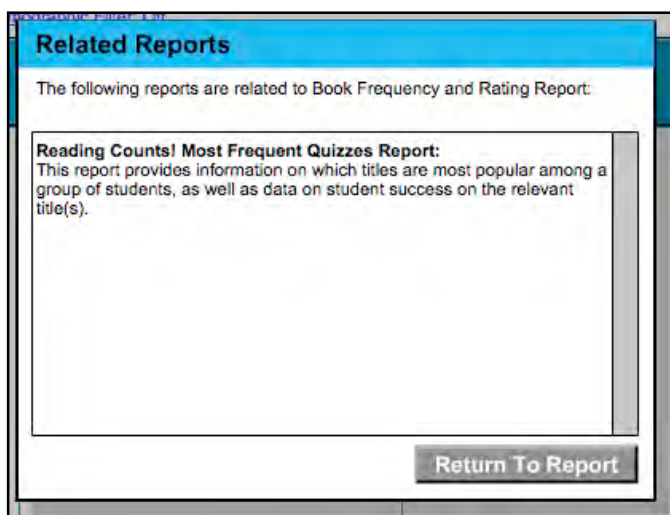 Related Reports
The following reports are related to Book Frequency and Rating Report:
Reading Counts! Most Frequent Quizzes Report:
This report provides information on which titles are most popular among a
group of students, as well as data on student success on the relevant
title(s).
Return To Report